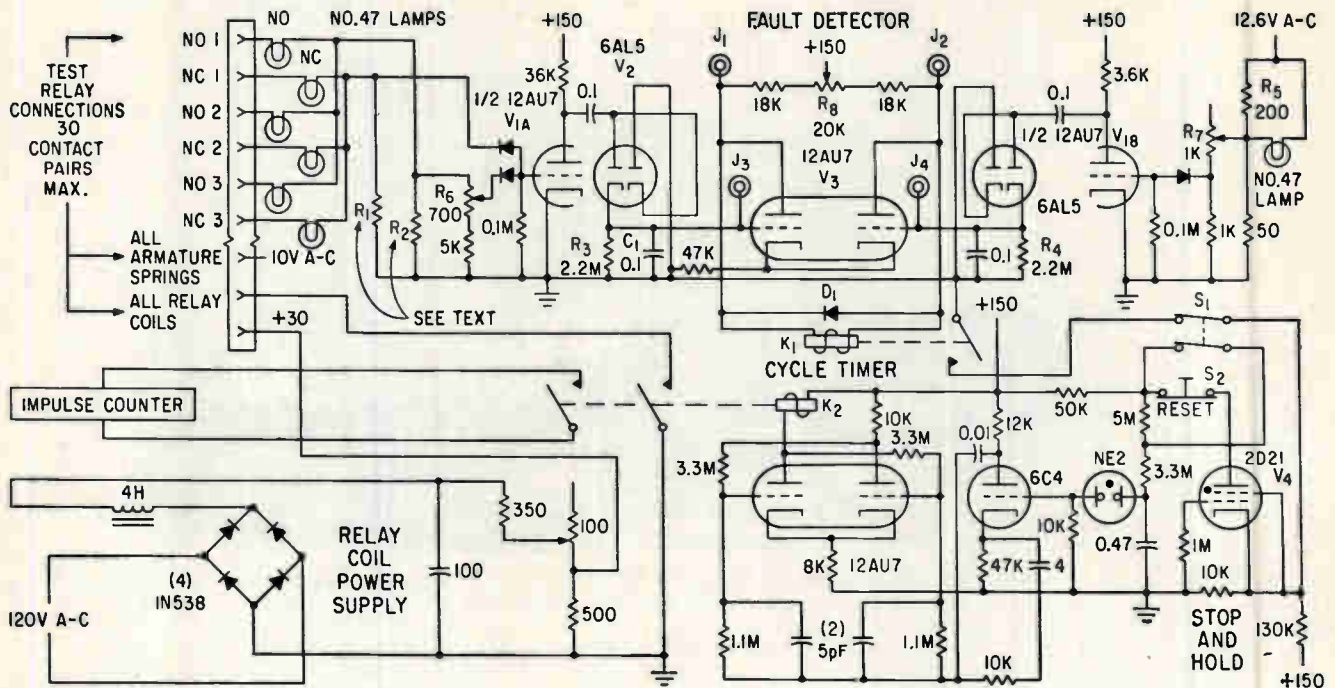 NO
NO.47 LAMPS
NO 1
NC
NC 1
NO 2
NC 2
NO 3
NC 3
TEST
RELAY
CONNECTIONS
30
CONTACT
PAIRS
MAX.
ALL
ARMATURE
SPRINGS
ALL RELAY
COILS
10V A-C
+30
R1
R2
SEE TEXT
R6
700
5K
0.1M
1/2 12AU7
V1A
+150
36K
0.1
6AL5
V2
R3
2.2M
C1
0.1
47K
FAULT DETECTOR
J1
J2
+150
18K
R8
20K
18K
12AU7
V3
J3
J4
D1
K1
CYCLE TIMER
+150
3.6K
0.1
1/2 12AU7
V18
6AL5
0.1
R4
2.2M
0.1M
R7
1K
1K
12.6V A-C
R5
200
NO.47
LAMP
50
+150
S1
S2
RESET
50K
5M
3.3M
2D21
V4
NE2
0.47
1M
10K
STOP
AND
HOLD
130K
+150
K2
10K
3.3M
3.3M
12K
0.01
6C4
10K
47K
4
8K
12AU7
1.1M
(2)
5pF
1.1M
10K
IMPULSE COUNTER
4H
(4)
1N538
120V A-C
RELAY
COIL
POWER
SUPPLY
100
350
100
500